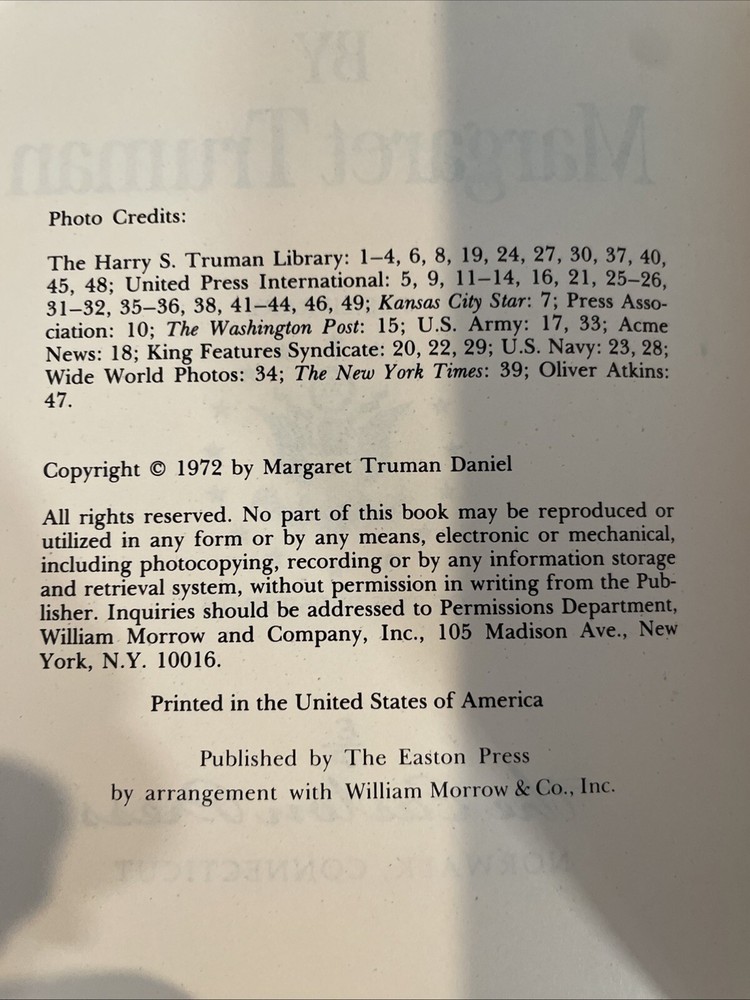 BY
Margaret Truman
Photo Credits:
The Harry S. Truman Library: 1–4, 6, 8, 19, 24, 27, 30, 37, 40,
45, 48; United Press International: 5, 9, 11–14, 16, 21, 25–26,
31–32, 35–36, 38, 41–44, 46, 49; Kansas City Star: 7; Press Asso-
ciation: 10; The Washington Post: 15; U.S. Army: 17, 33; Acme
News: 18; King Features Syndicate: 20, 22, 29; U.S. Navy: 23, 28;
Wide World Photos: 34; The New York Times: 39; Oliver Atkins:
47.
Copyright © 1972 by Margaret Truman Daniel
All rights reserved. No part of this book may be reproduced or
utilized in any form or by any means, electronic or mechanical,
including photocopying, recording or by any information storage
and retrieval system, without permission in writing from the Pub-
lisher. Inquiries should be addressed to Permissions Department,
William Morrow and Company, Inc., 105 Madison Ave., New
York, N.Y. 10016.
Printed in the United States of America
Published by The Easton Press
by arrangement with William Morrow & Co., Inc.
NORWALK, CONNECTICUT